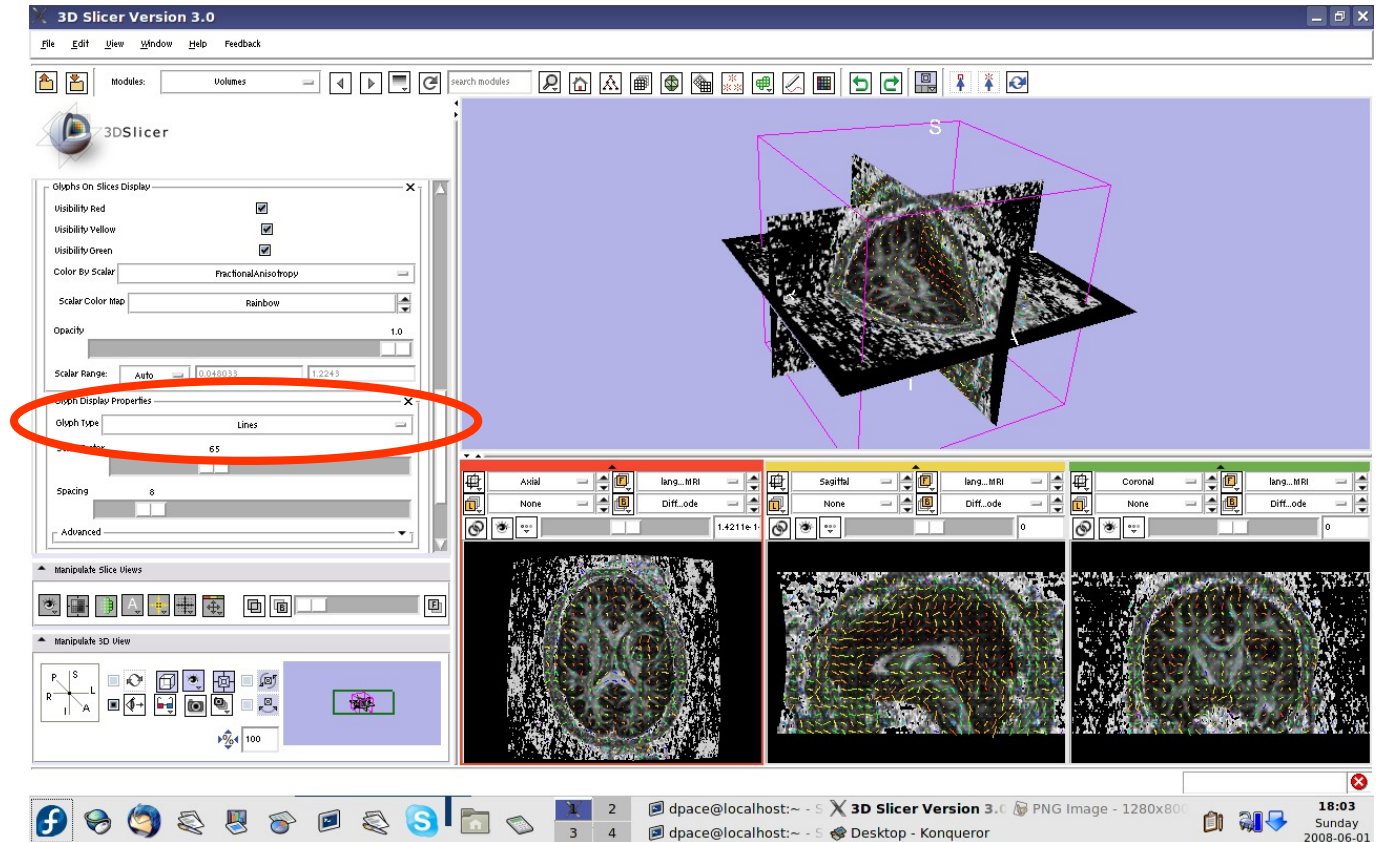 3D Slicer Version 3.0
File Edit View Window Help Feedback
Modules: Volumes search modules
3DSlicer
Glyphs On Slices Display
Visibility Red
Visibility Yellow
Visibility Green
Color By Scalar FractionalAnisotropy
Scalar Color Map Rainbow
Opacity 1.0
Scalar Range: Auto 0.048033 1.2243
Glyph Display Properties
Glyph Type Lines
65
Spacing 8
Advanced
Manipulate Slice Views
Manipulate 3D View
P S
R L
I A
100
S
R
A
I
Axial lang...MRI
None Diff...ode
1.4211e-1
Sagittal lang...MRI
None Diff...ode
0
Coronal lang...MRI
None Diff...ode
0
1 2
3 4
dpace@localhost:~ - S
3D Slicer Version 3.0
PNG Image - 1280x800
dpace@localhost:~ - S
Desktop - Konqueror
18:03
Sunday
2008-06-01